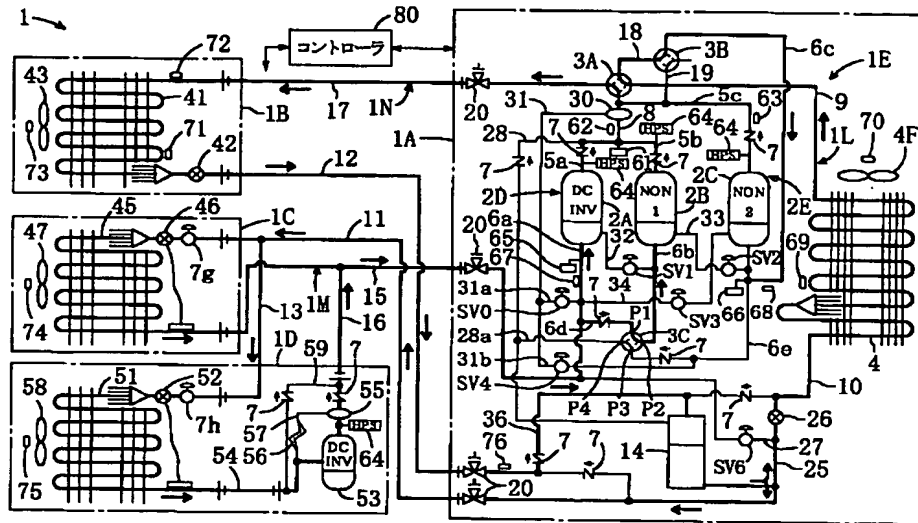 1
80
コントローラ
72
43
41
71
42
73
1B
17
1N
20
1A
12
18
3A
3B
19
6c
1E
9
31
30
8
5c
63
28
62
7
64
HPS
5b
64
HPS
7
7
5a
HPS
64
61
7
70
4F
1L
2D
DC
INV
2A
NON
1
2B
2C
NON
2
2E
45
46
47
1C
11
7g
74
13
1M
15
16
20
6a
65
67
32
33
6b
SV1
SV2
31a
SV0
34
SV3
66
68
69
6d
7
P1
3C
28a
31b
SV4
7
6e
4
P4
P3
P2
10
1D
51
52
58
7h
59
7
7
57
55
56
HPS
64
DC
INV
53
54
75
76
20
36
7
7
14
7
26
SV6
27
25